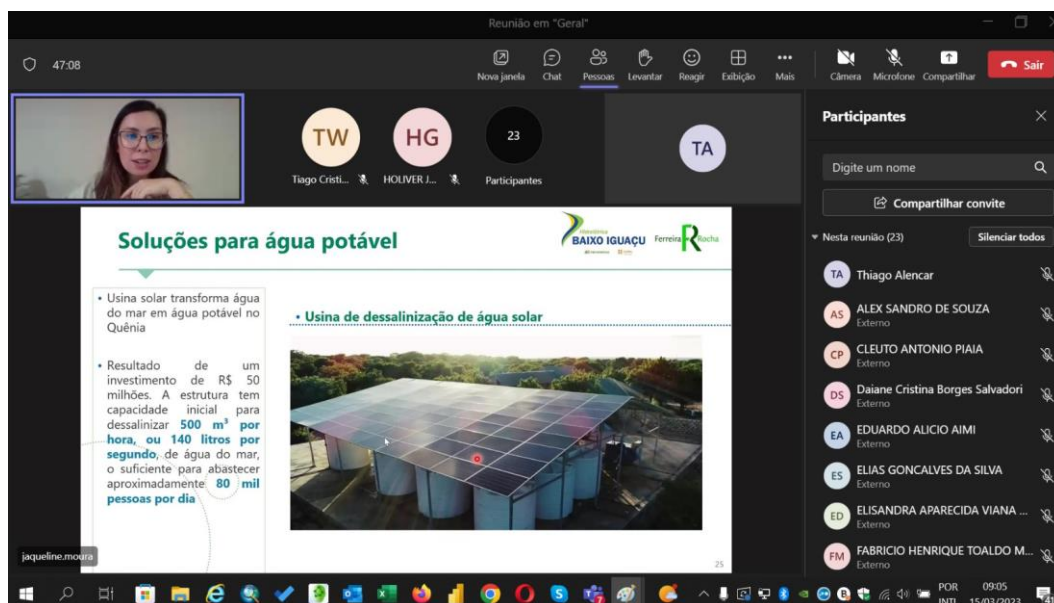 Reunião em "Geral"
47:08
Nova janela
Chat
Pessoas
Levantar
Reagir
Exibição
Mais
Câmera
Microfone
Compartilhar
Sair
TW
Tiago Cristi...
HG
HOLIVER J...
23
Participantes
TA
Soluções para água potável
BAIXO IGUAÇU
Ferreira Rocha
• Usina solar transforma água
do mar em água potável no
Quênia
• Resultado de um
investimento de R$ 50
milhões. A estrutura tem
capacidade inicial para
dessalinizar 500 m³ por
hora, ou 140 litros por
segundo, de água do mar,
o suficiente para abastecer
aproximadamente 80 mil
pessoas por dia
• Usina de dessalinização de água solar
25
jaqueline.moura
Participantes
Digite um nome
Compartilhar convite
Nesta reunião (23)
Silenciar todos
TA
Thiago Alencar
AS
ALEX SANDRO DE SOUZA
Externo
CP
CLEUTO ANTONIO PIAIA
Externo
DS
Daiane Cristina Borges Salvadori
Externo
EA
EDUARDO ALICIO AIMI
Externo
ES
ELIAS GONCALVES DA SILVA
Externo
ED
ELISANDRA APARECIDA VIANA ...
Externo
FM
FABRICIO HENRIQUE TOALDO M...
Externo
POR
INTL
09:05
15/03/2023